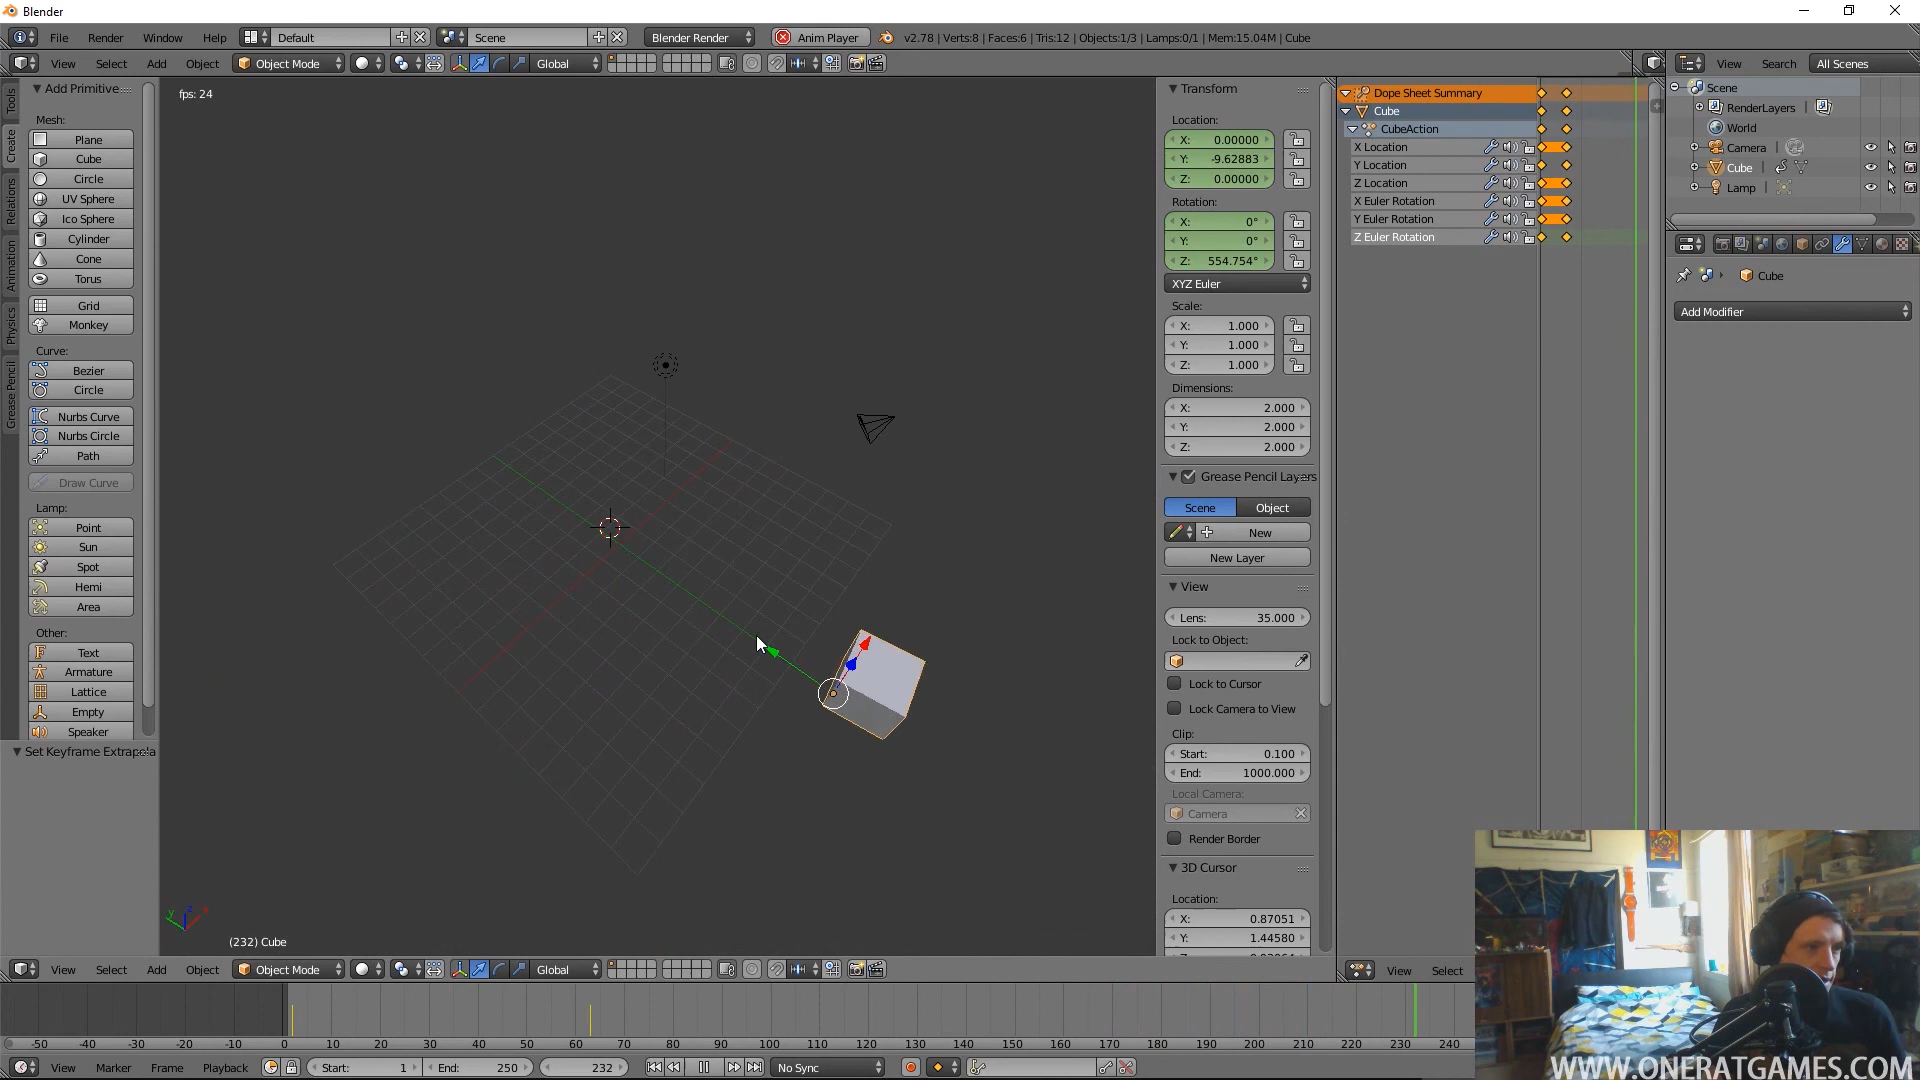 Blender
File Render Window Help Default Scene Blender Render Anim Player v2.78 | Verts:8 | Faces:6 | Tris:12 | Objects:1/3 | Lamps:0/1 | Mem:15.04M | Cube
View Select Add Object Object Mode Global
View Search All Scenes
Tools
Create
Relations
Animation
Physics
Grease Pencil
Add Primitive
Mesh:
Plane
Cube
Circle
UV Sphere
Ico Sphere
Cylinder
Cone
Torus
Grid
Monkey
Curve:
Bezier
Circle
Nurbs Curve
Nurbs Circle
Path
Draw Curve
Lamp:
Point
Sun
Spot
Hemi
Area
Other:
Text
Armature
Lattice
Empty
Speaker
Set Keyframe Extrapola
fps: 24
(232) Cube
Transform
Location:
X: 0.00000
Y: -9.62883
Z: 0.00000
Rotation:
X: 0°
Y: 0°
Z: 554.754°
XYZ Euler
Scale:
X: 1.000
Y: 1.000
Z: 1.000
Dimensions:
X: 2.000
Y: 2.000
Z: 2.000
Grease Pencil Layers
Scene Object
New
New Layer
View
Lens: 35.000
Lock to Object:
Lock to Cursor
Lock Camera to View
Clip:
Start: 0.100
End: 1000.000
Local Camera:
Camera
Render Border
3D Cursor
Location:
X: 0.87051
Y: 1.44580
Dope Sheet Summary
Cube
CubeAction
X Location
Y Location
Z Location
X Euler Rotation
Y Euler Rotation
Z Euler Rotation
Scene
RenderLayers
World
Camera
Cube
Lamp
Cube
Add Modifier
View Select Add Object Object Mode Global
View Select
-50 -40 -30 -20 -10 0 10 20 30 40 50 60 70 80 90 100 110 120 130 140 150 160 170 180 190 200 210 220 230 240
View Marker Frame Playback Start: 1 End: 250 232 No Sync
WWW.ONERATGAMES.COM